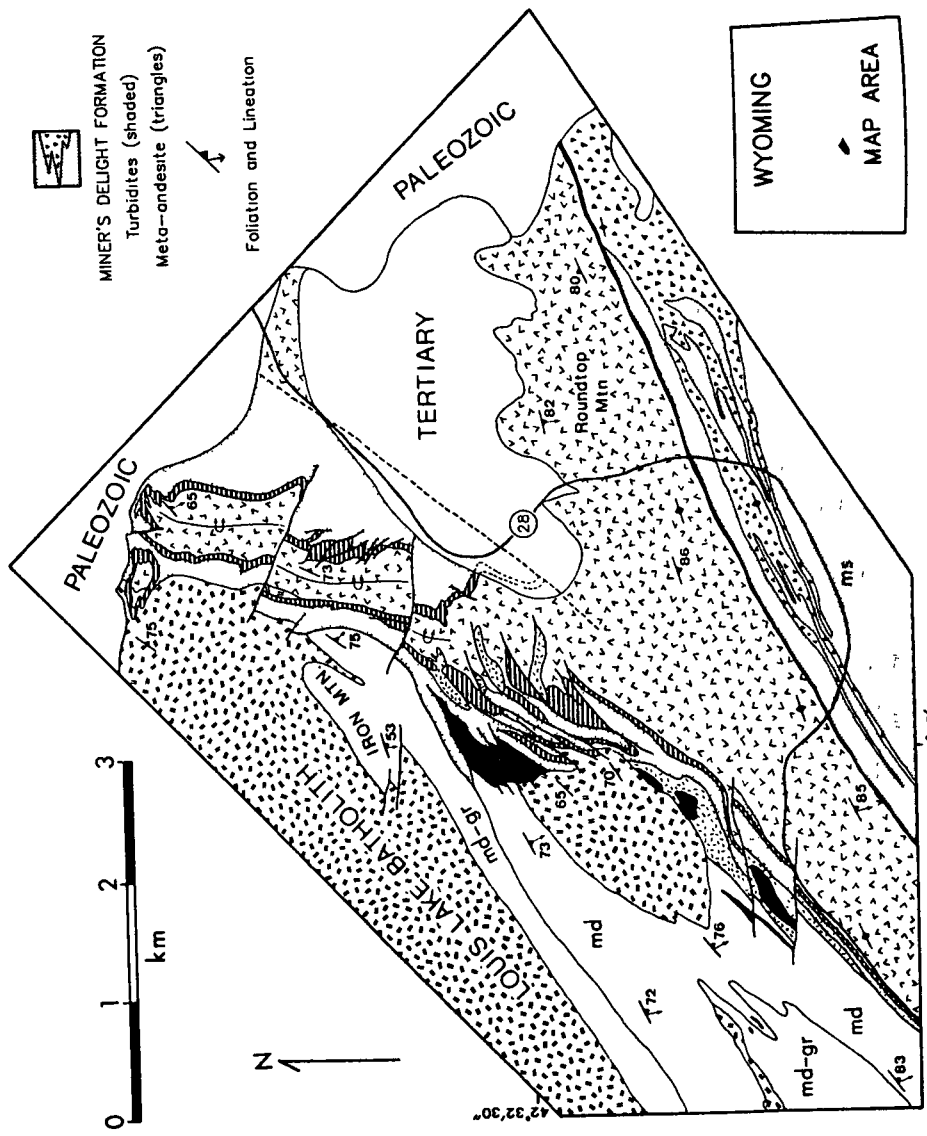 MINER'S DELIGHT FORMATION
Turbidites (shaded)
Meta-andesite (triangles)
Foliation and Lineation
0 1 2 3
km
N
42°32'30"
PALEOZOIC
PALEOZOIC
TERTIARY
LOUIS LAKE BATHOLITH
IRON MTN
Roundtop
Mtn
28
md-gr
md
md-gr
md
ms
75
65
73
75
53
65
70
73
76
72
83
82
80
86
85
WYOMING
MAP AREA